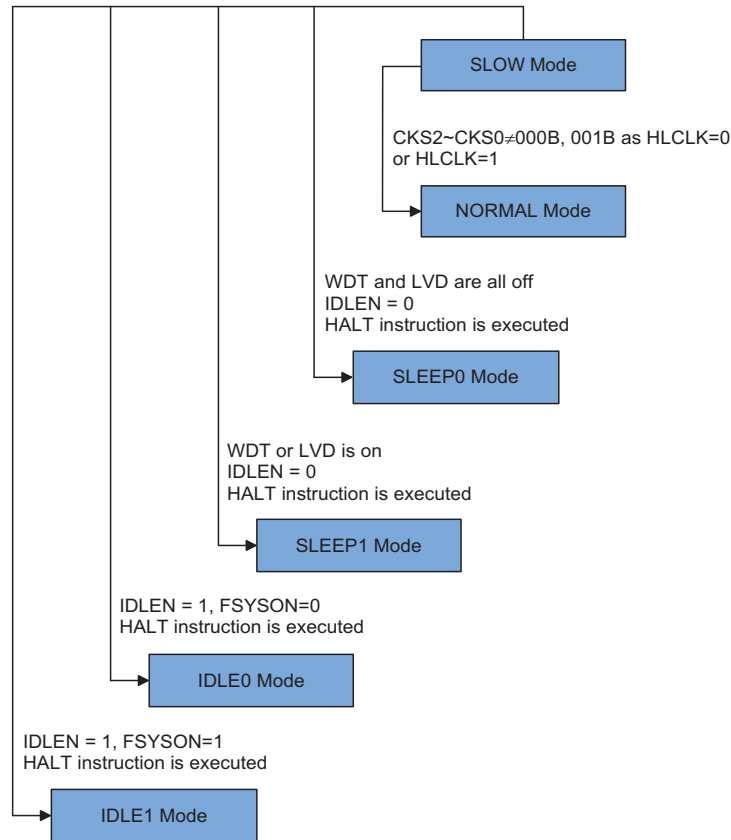 SLOW Mode
CKS2~CKS0≠000B, 001B as HLCLK=0
or HLCLK=1
NORMAL Mode
WDT and LVD are all off
IDLEN = 0
HALT instruction is executed
SLEEP0 Mode
WDT or LVD is on
IDLEN = 0
HALT instruction is executed
SLEEP1 Mode
IDLEN = 1, FSYSON=0
HALT instruction is executed
IDLE0 Mode
IDLEN = 1, FSYSON=1
HALT instruction is executed
IDLE1 Mode